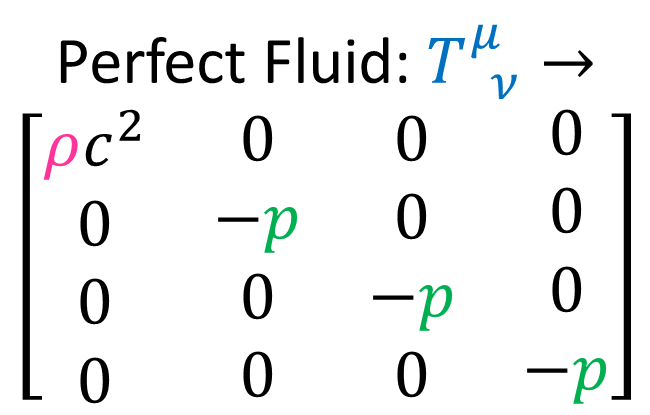 Perfect Fluid: T^μ_ν →
ρc² 0 0 0
0 −p 0 0
0 0 −p 0
0 0 0 −p